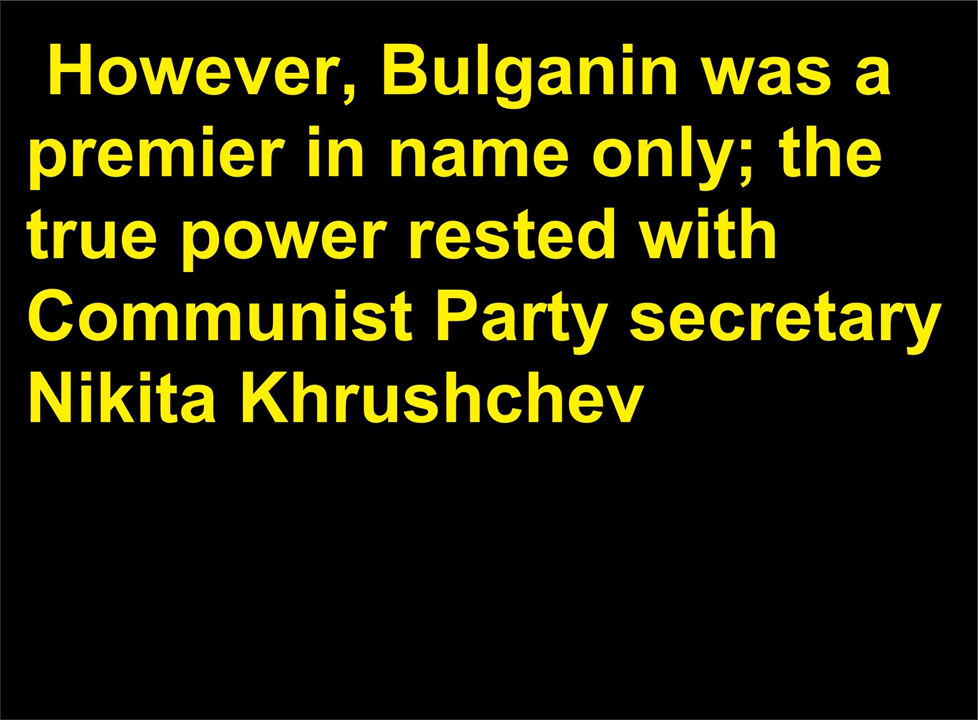 However, Bulganin was a
premier in name only; the
true power rested with
Communist Party secretary
Nikita Khrushchev